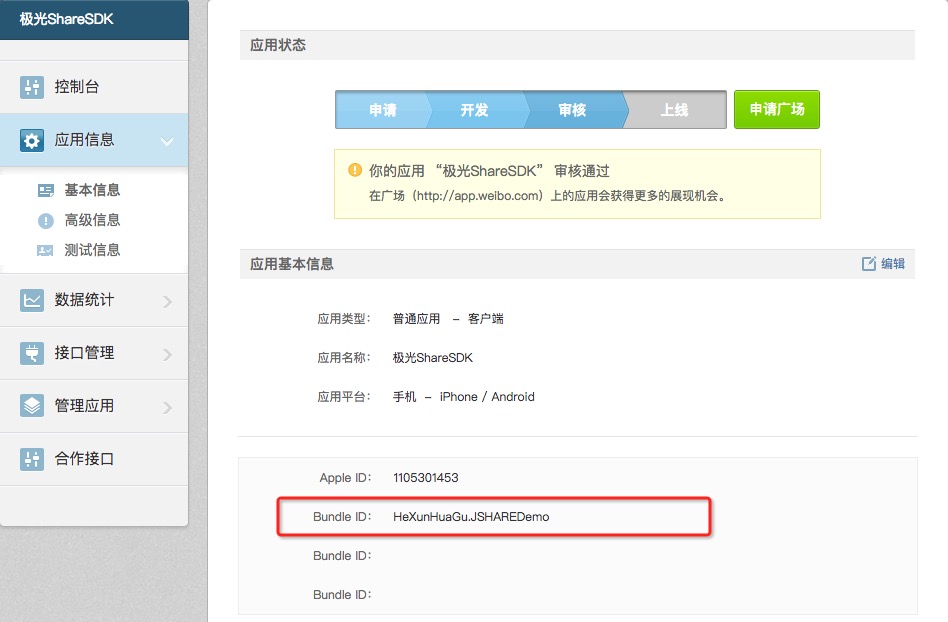 极光ShareSDK
控制台
应用信息
基本信息
高级信息
测试信息
数据统计
接口管理
管理应用
合作接口
应用状态
申请 开发 审核 上线 申请广场
你的应用 “极光ShareSDK” 审核通过
在广场（http://app.weibo.com）上的应用会获得更多的展现机会。
应用基本信息 编辑
应用类型： 普通应用 - 客户端
应用名称： 极光ShareSDK
应用平台： 手机 - iPhone / Android
Apple ID： 1105301453
Bundle ID： HeXunHuaGu.JSHAREDemo
Bundle ID：
Bundle ID：